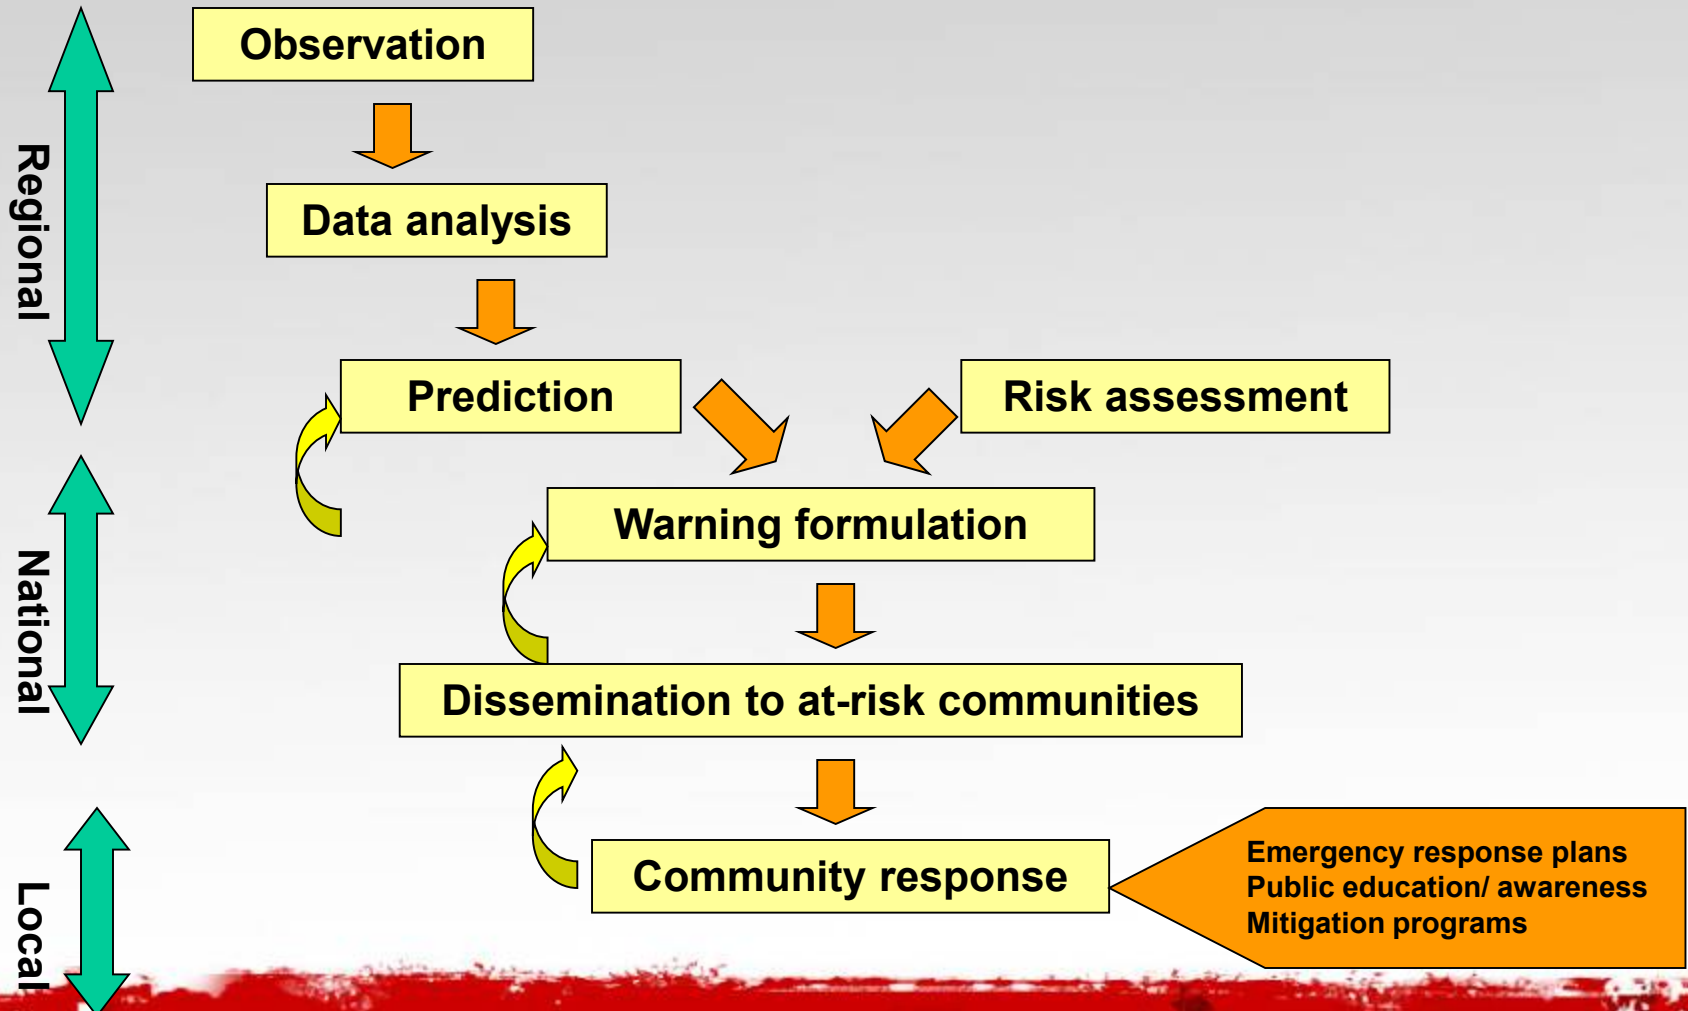 Observation
Data analysis
Regional
Prediction
Risk assessment
Warning formulation
National
Dissemination to at-risk communities
Community response
Emergency response plans
Public education/ awareness
Mitigation programs
Local